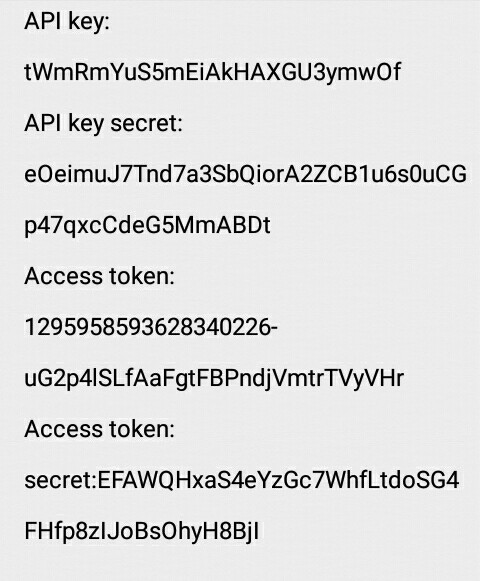 API key:
tWmRmYuS5mEiAkHAXGU3ymwOf
API key secret:
eOeimuJ7Tnd7a3SbQiorA2ZCB1u6s0uCG
p47qxcCdeG5MmABDt
Access token:
1295958593628340226-
uG2p4lSLfAaFgtFBPndjVmtrTVyVHr
Access token:
secret:EFAWQHxaS4eYzGc7WhfLtdoSG4
FHfp8zIJoBsOhyH8BjI